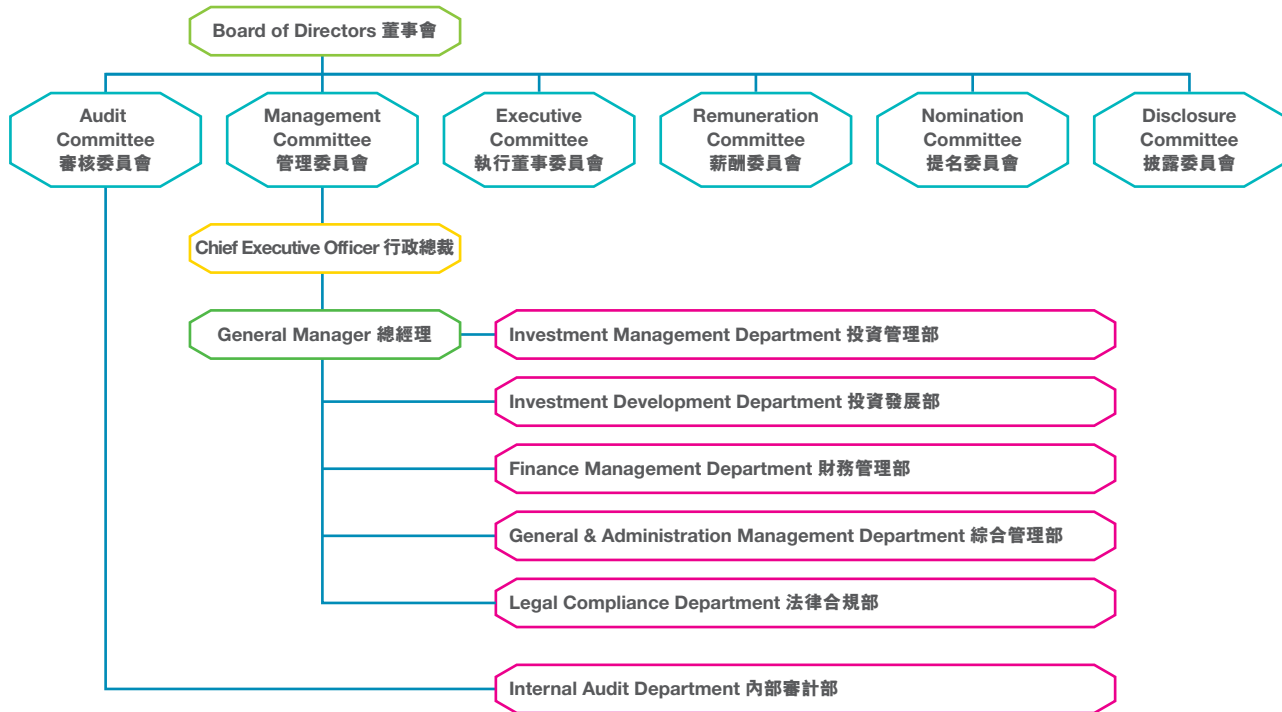 Board of Directors 董事會
Audit
Committee
審核委員會
Management
Committee
管理委員會
Executive
Committee
執行董事委員會
Remuneration
Committee
薪酬委員會
Nomination
Committee
提名委員會
Disclosure
Committee
披露委員會
Chief Executive Officer 行政總裁
General Manager 總經理
Investment Management Department 投資管理部
Investment Development Department 投資發展部
Finance Management Department 財務管理部
General & Administration Management Department 綜合管理部
Legal Compliance Department 法律合規部
Internal Audit Department 內部審計部